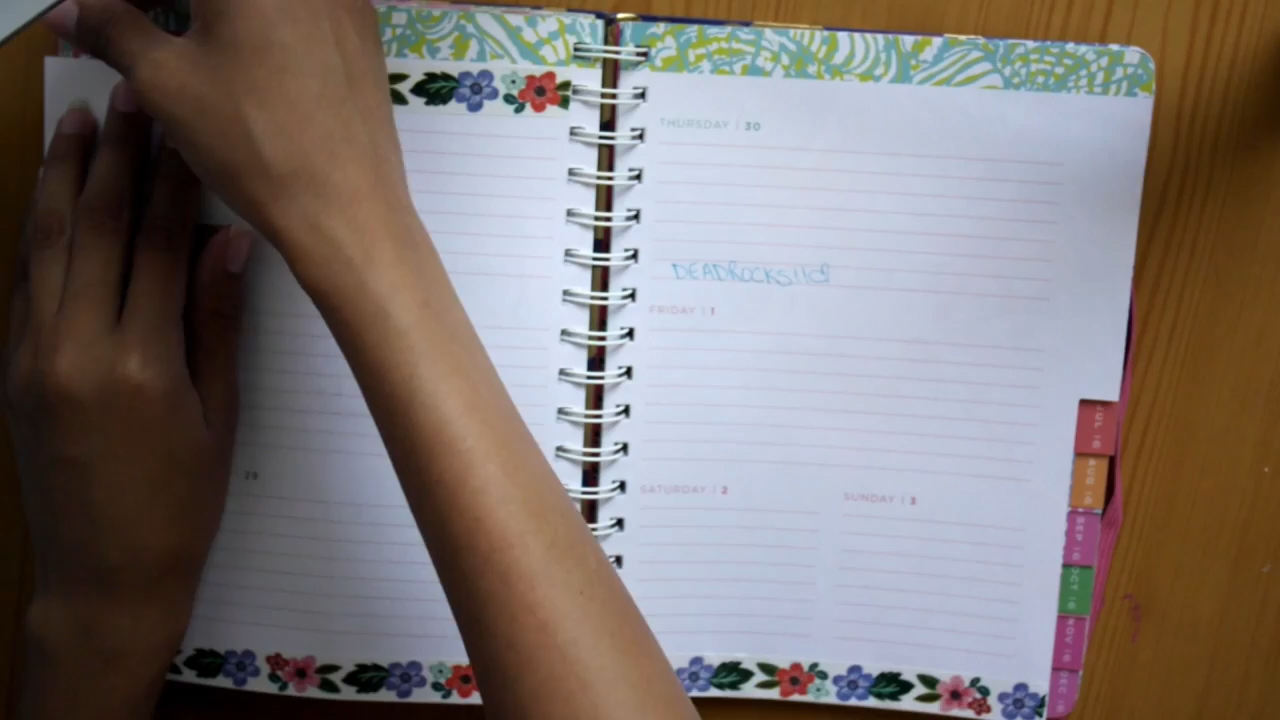 29
THURSDAY | 30
FRIDAY | 1
SATURDAY | 2
SUNDAY | 3
JUL 16
AUG 16
SEP 16
OCT 16
NOV 16
DEC 16